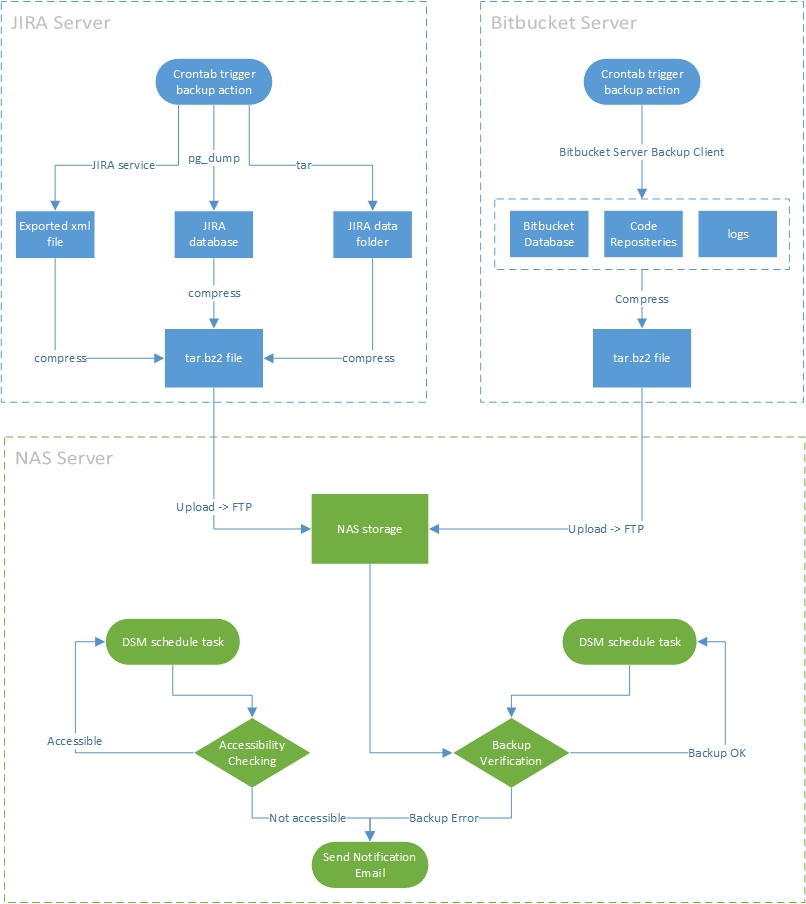 JIRA Server
Bitbucket Server
Crontab trigger
backup action
Crontab trigger
backup action
JIRA service
pg_dump
tar
Bitbucket Server Backup Client
Exported xml
file
JIRA
database
JIRA data
folder
Bitbucket
Database
Code
Repositeries
logs
compress
Compress
compress
tar.bz2 file
compress
tar.bz2 file
NAS Server
Upload -> FTP
NAS storage
Upload -> FTP
DSM schedule task
DSM schedule task
Accessible
Accessibility
Checking
Backup
Verification
Backup OK
Not accessible
Backup Error
Send Notification
Email